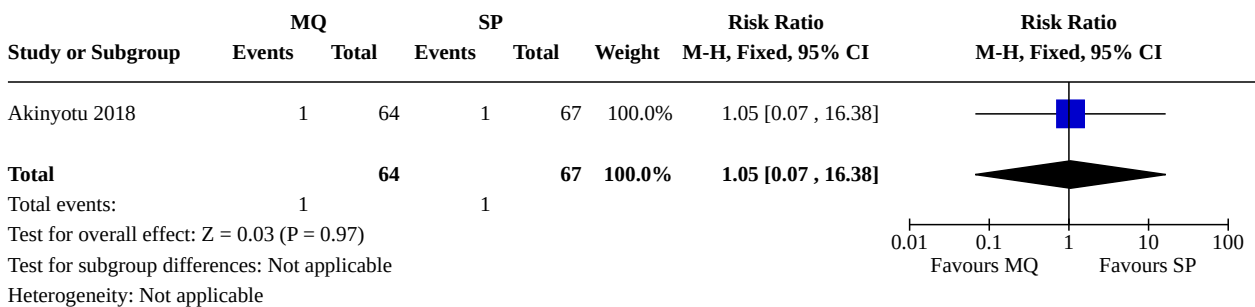 MQ SP Risk Ratio Risk Ratio
Study or Subgroup Events Total Events Total Weight M-H, Fixed, 95% CI M-H, Fixed, 95% CI
Akinyotu 2018 1 64 1 67 100.0% 1.05 [0.07 , 16.38]
Total 64 67 100.0% 1.05 [0.07 , 16.38]
Total events: 1 1
Test for overall effect: Z = 0.03 (P = 0.97)
0.01 0.1 1 10 100
Test for subgroup differences: Not applicable
Favours MQ Favours SP
Heterogeneity: Not applicable